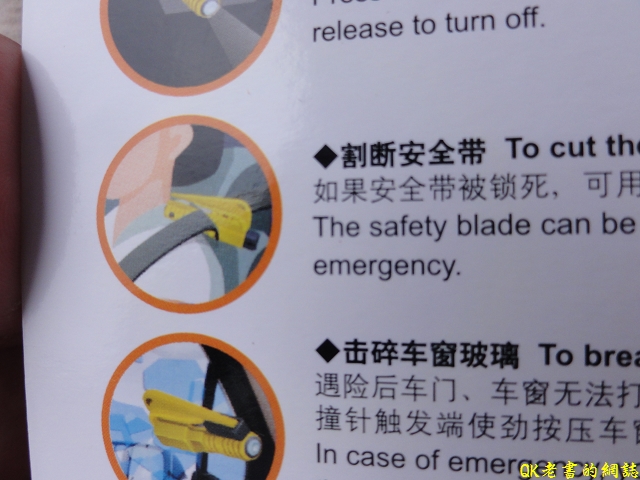 release to turn off.
◆割断安全带 To cut the
如果安全带被锁死，可用
The safety blade can be
emergency.
◆击碎车窗玻璃 To brea
遇险后车门、车窗无法打
撞针触发端使劲按压车窗
In case of emergency
QK老書的網誌